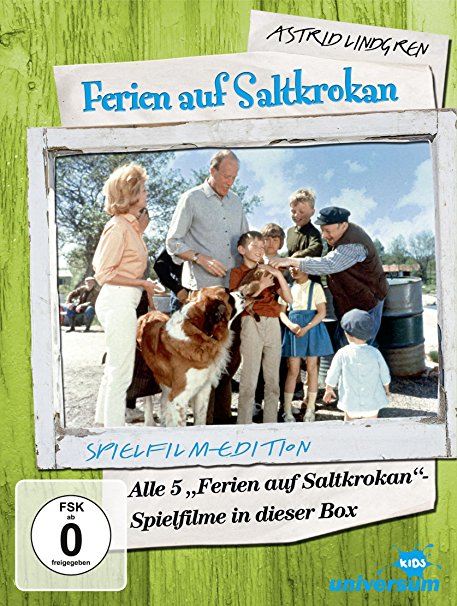 ASTRID LINDGREN
Ferien auf Saltkrokan
SPIELFILM-EDITION
Alle 5 „Ferien auf Saltkrokan“-
Spielfilme in dieser Box
FSK
ab
0
freigegeben
KIDS
universum